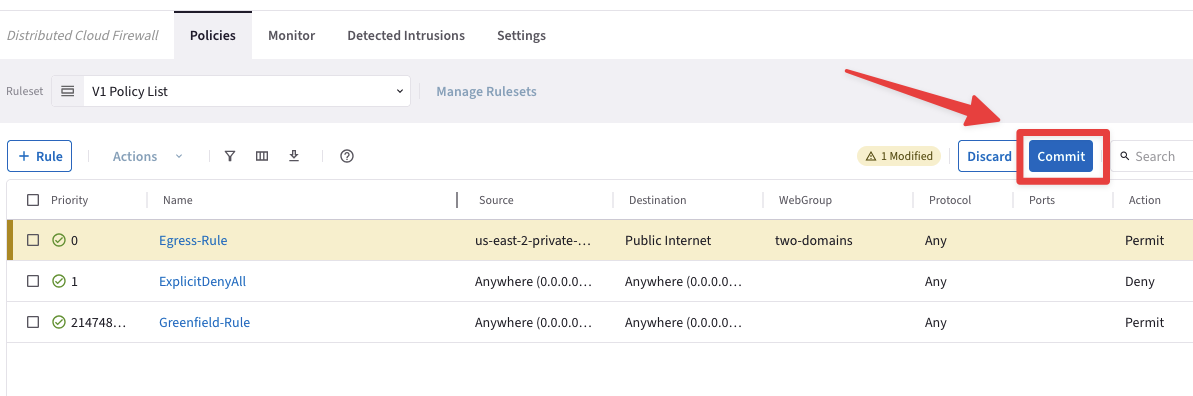 Distributed Cloud Firewall Policies Monitor Detected Intrusions Settings
Ruleset V1 Policy List Manage Rulesets
+ Rule Actions 1 Modified Discard Commit Search
Priority Name Source Destination WebGroup Protocol Ports Action
0 Egress-Rule us-east-2-private-... Public Internet two-domains Any Permit
1 ExplicitDenyAll Anywhere (0.0.0.0... Anywhere (0.0.0.0... Any Deny
214748... Greenfield-Rule Anywhere (0.0.0.0... Anywhere (0.0.0.0... Any Permit